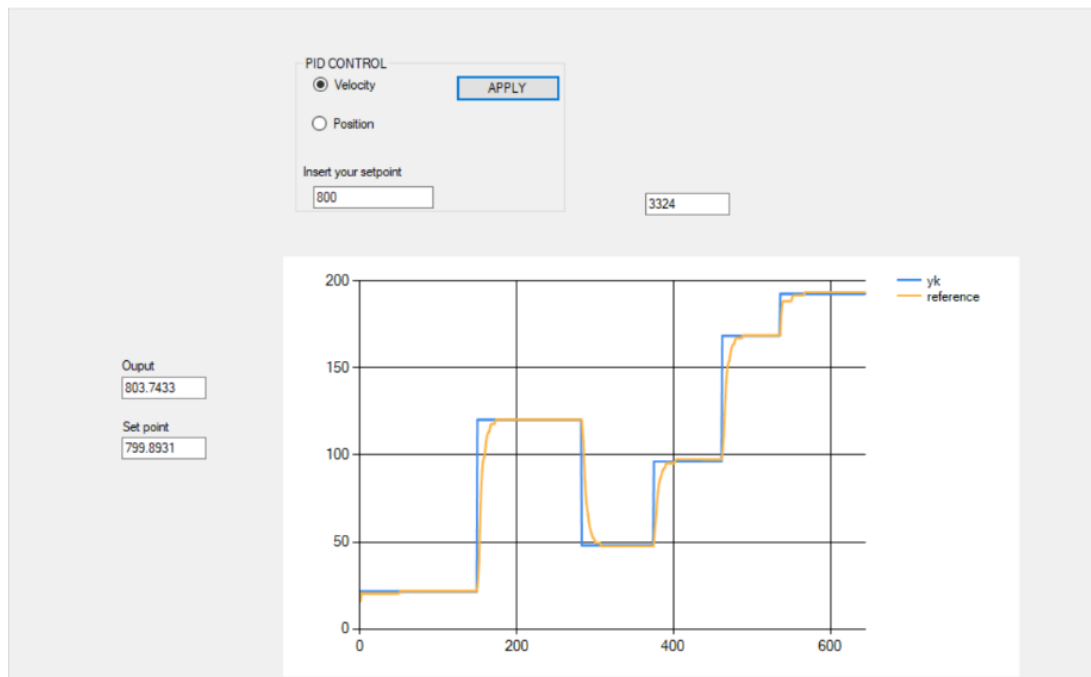 PID CONTROL
Velocity
APPLY
Position
Insert your setpoint
800
3324
200
150
100
50
0
0
200
400
600
yk
reference
Ouput
803.7433
Set point
799.8931